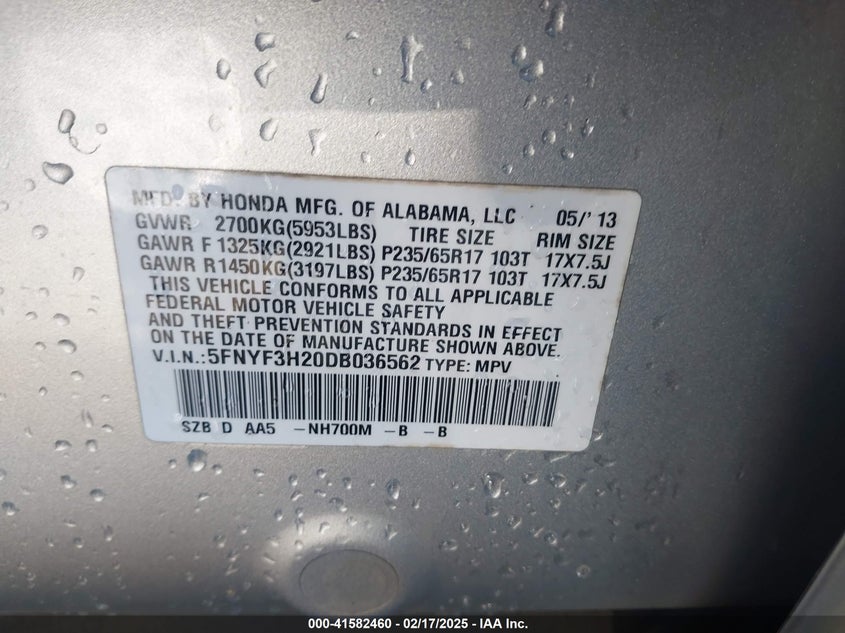 MFD. BY HONDA MFG. OF ALABAMA, LLC 05/'13
GVWR 2700KG(5953LBS) TIRE SIZE RIM SIZE
GAWR F 1325KG(2921LBS) P235/65R17 103T 17X7.5J
GAWR R1450KG(3197LBS) P235/65R17 103T 17X7.5J
THIS VEHICLE CONFORMS TO ALL APPLICABLE
FEDERAL MOTOR VEHICLE SAFETY
AND THEFT PREVENTION STANDARDS IN EFFECT
ON THE DATE OF MANUFACTURE SHOWN ABOVE.
V.I.N.:5FNYF3H20DB036562 TYPE: MPV
SZB D AA5 -NH700M -B -B
000-41582460 - 02/17/2025 - IAA Inc.